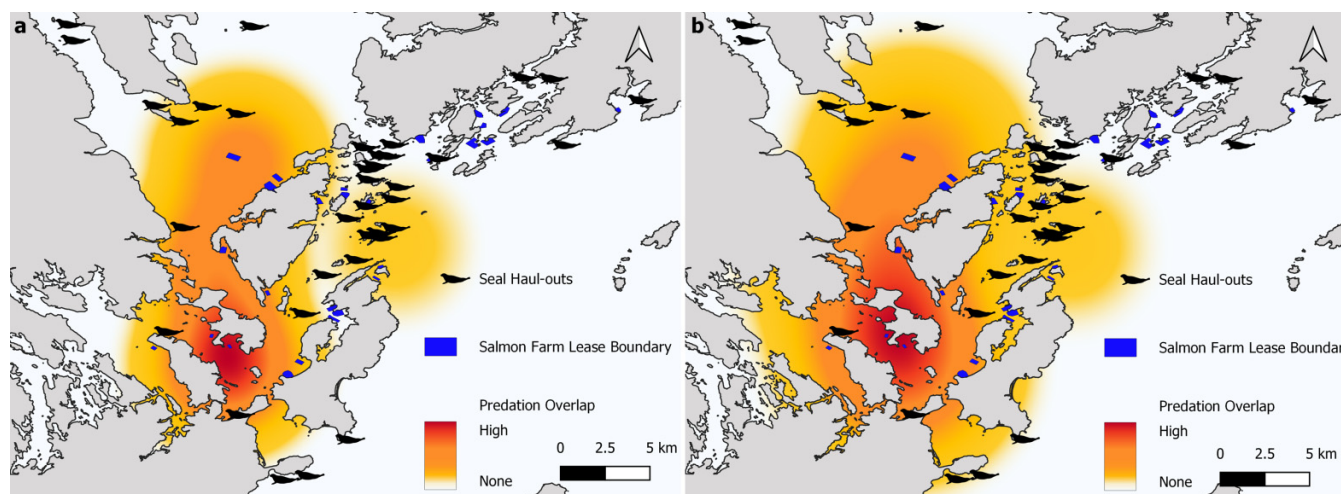 a
Seal Haul-outs
Salmon Farm Lease Boundary
Predation Overlap
High
None
0 2.5 5 km
b
Seal Haul-outs
Salmon Farm Lease Boundar
Predation Overlap
High
None
0 2.5 5 km